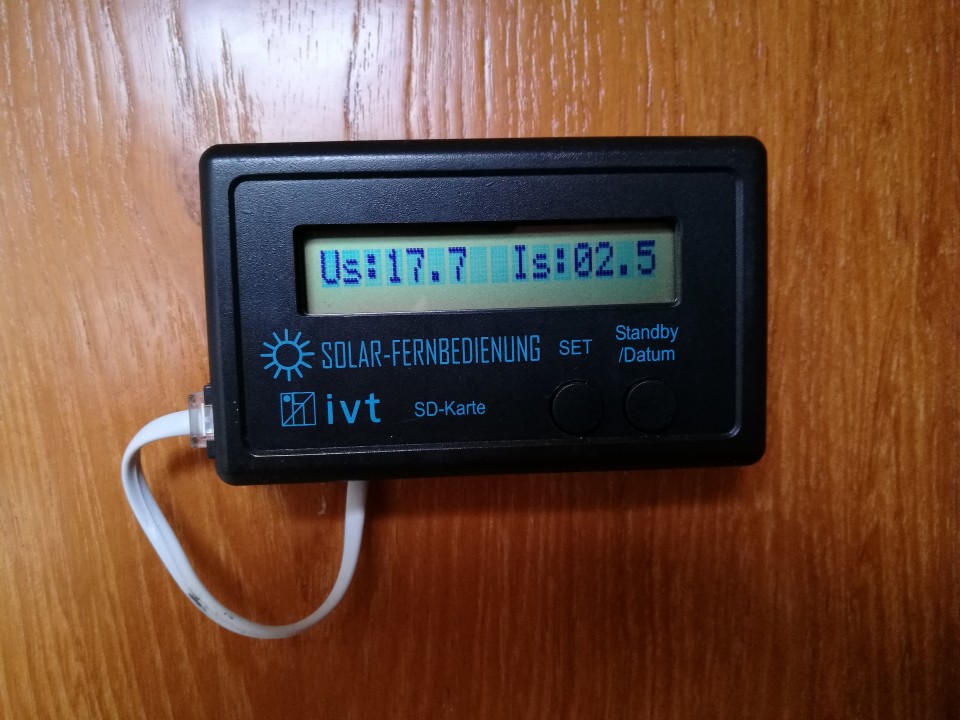 Us:17.7  Is:02.5
SOLAR-FERNBEDIENUNG
SET
Standby
/Datum
ivt
SD-Karte